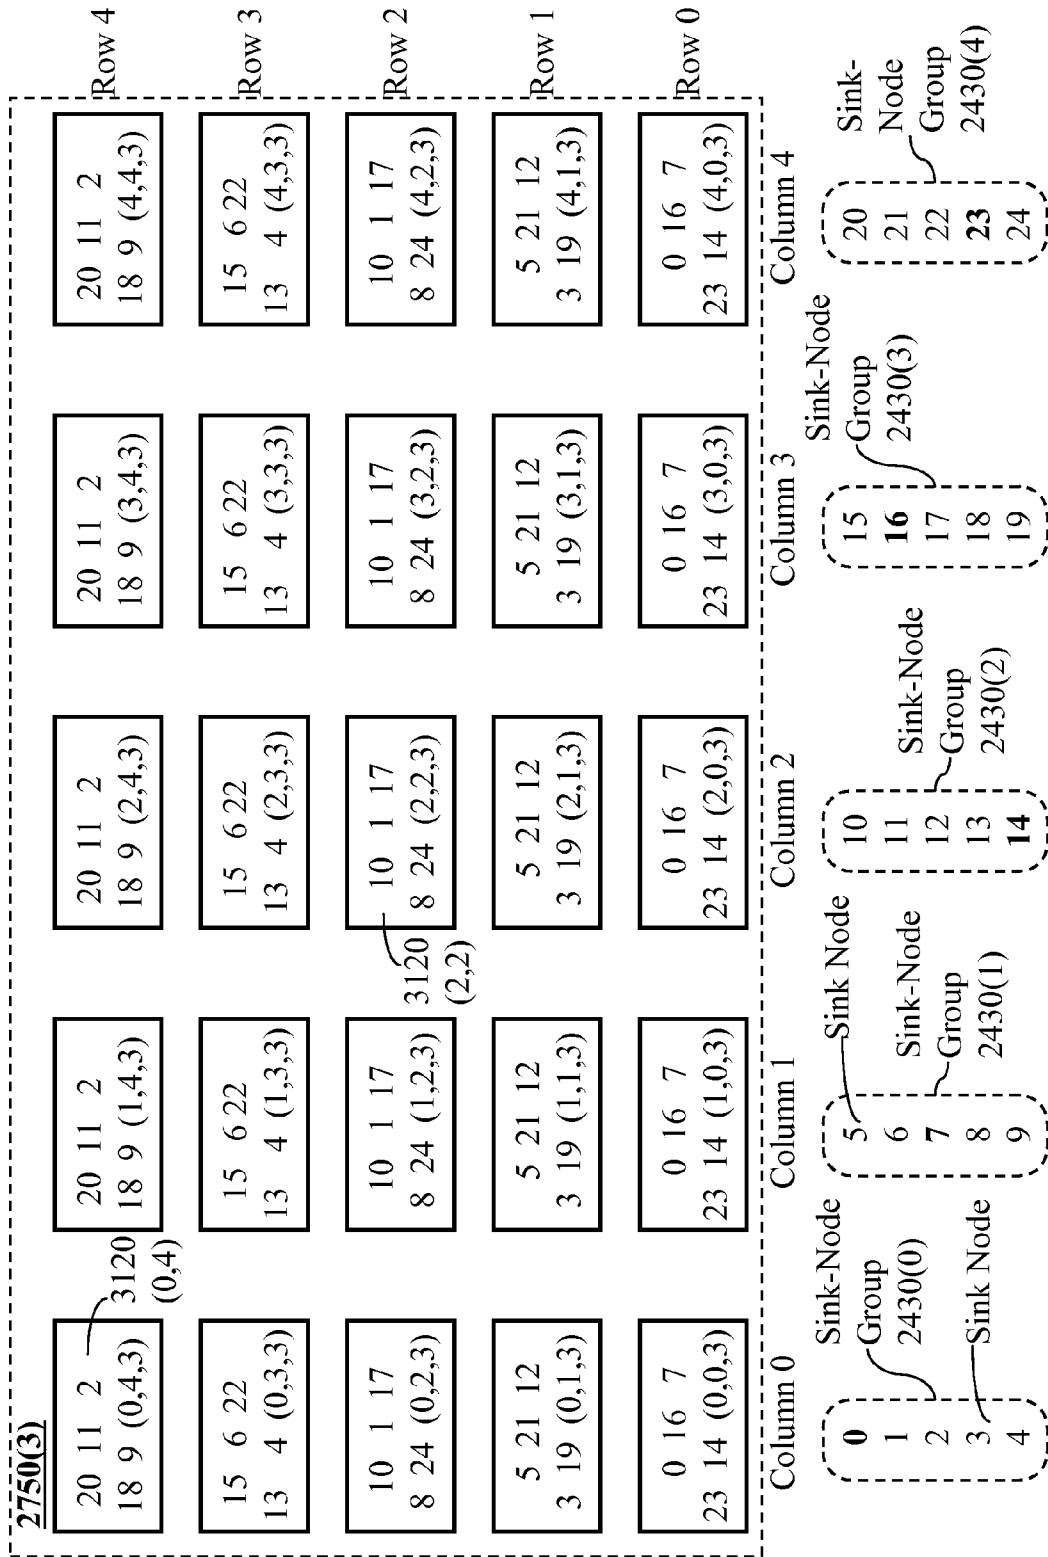 2750(3)
20 11 2
18 9 (0,4,3)
20 11 2
18 9 (1,4,3)
20 11 2
18 9 (2,4,3)
20 11 2
18 9 (3,4,3)
20 11 2
18 9 (4,4,3)
Row 4
3120
(0,4)
15 6 22
13 4 (0,3,3)
15 6 22
13 4 (1,3,3)
15 6 22
13 4 (2,3,3)
15 6 22
13 4 (3,3,3)
15 6 22
13 4 (4,3,3)
Row 3
10 1 17
8 24 (0,2,3)
10 1 17
8 24 (1,2,3)
10 1 17
8 24 (2,2,3)
10 1 17
8 24 (3,2,3)
10 1 17
8 24 (4,2,3)
Row 2
3120
(2,2)
5 21 12
3 19 (0,1,3)
5 21 12
3 19 (1,1,3)
5 21 12
3 19 (2,1,3)
5 21 12
3 19 (3,1,3)
5 21 12
3 19 (4,1,3)
Row 1
0 16 7
23 14 (0,0,3)
0 16 7
23 14 (1,0,3)
0 16 7
23 14 (2,0,3)
0 16 7
23 14 (3,0,3)
0 16 7
23 14 (4,0,3)
Row 0
Column 0
Column 1
Column 2
Column 3
Column 4
0
1
2
3
4
Sink-Node
Group
2430(0)
Sink Node
5
6
7
8
9
Sink Node
Sink-Node
Group
2430(1)
10
11
12
13
14
Sink-Node
Group
2430(2)
15
16
17
18
19
Sink-Node
Group
2430(3)
20
21
22
23
24
Sink-
Node
Group
2430(4)